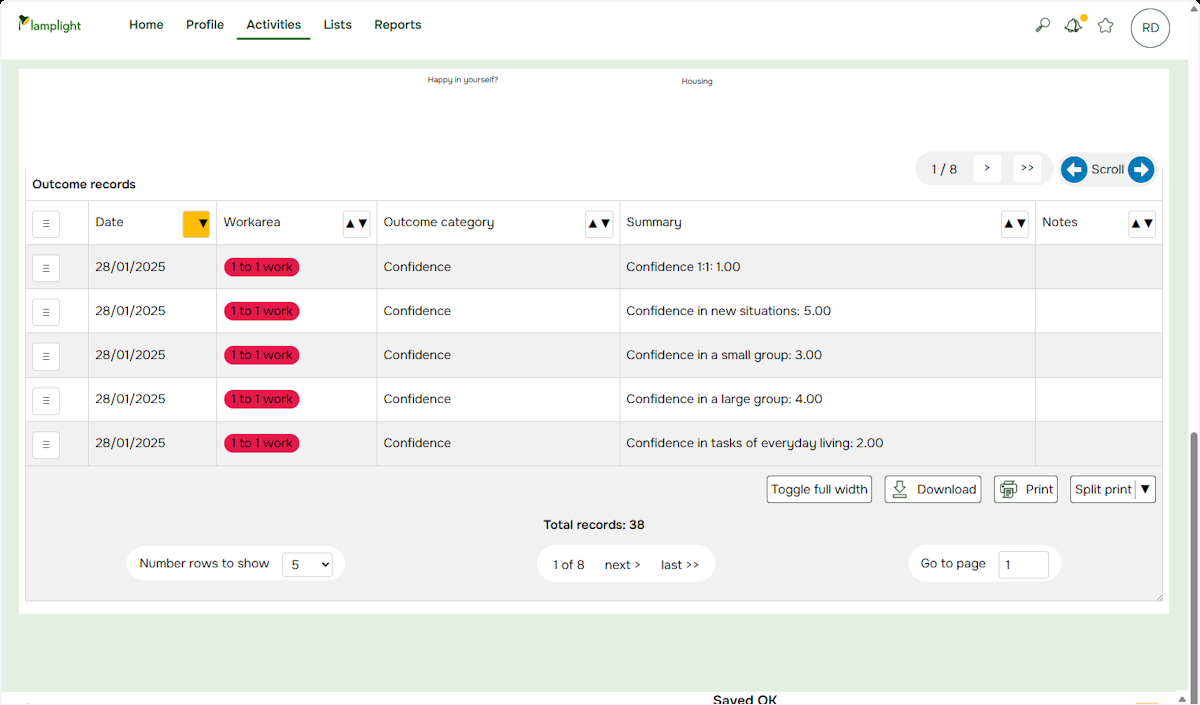 lamplight Home Profile Activities Lists Reports RD
Happy in yourself? Housing
1 / 8 > >> Scroll
Outcome records
Date Workarea Outcome category Summary Notes
28/01/2025 1 to 1 work Confidence Confidence 1:1: 1.00
28/01/2025 1 to 1 work Confidence Confidence in new situations: 5.00
28/01/2025 1 to 1 work Confidence Confidence in a small group: 3.00
28/01/2025 1 to 1 work Confidence Confidence in a large group: 4.00
28/01/2025 1 to 1 work Confidence Confidence in tasks of everyday living: 2.00
Toggle full width Download Print Split print
Total records: 38
Number rows to show 5 1 of 8 next > last >> Go to page 1
Saved OK